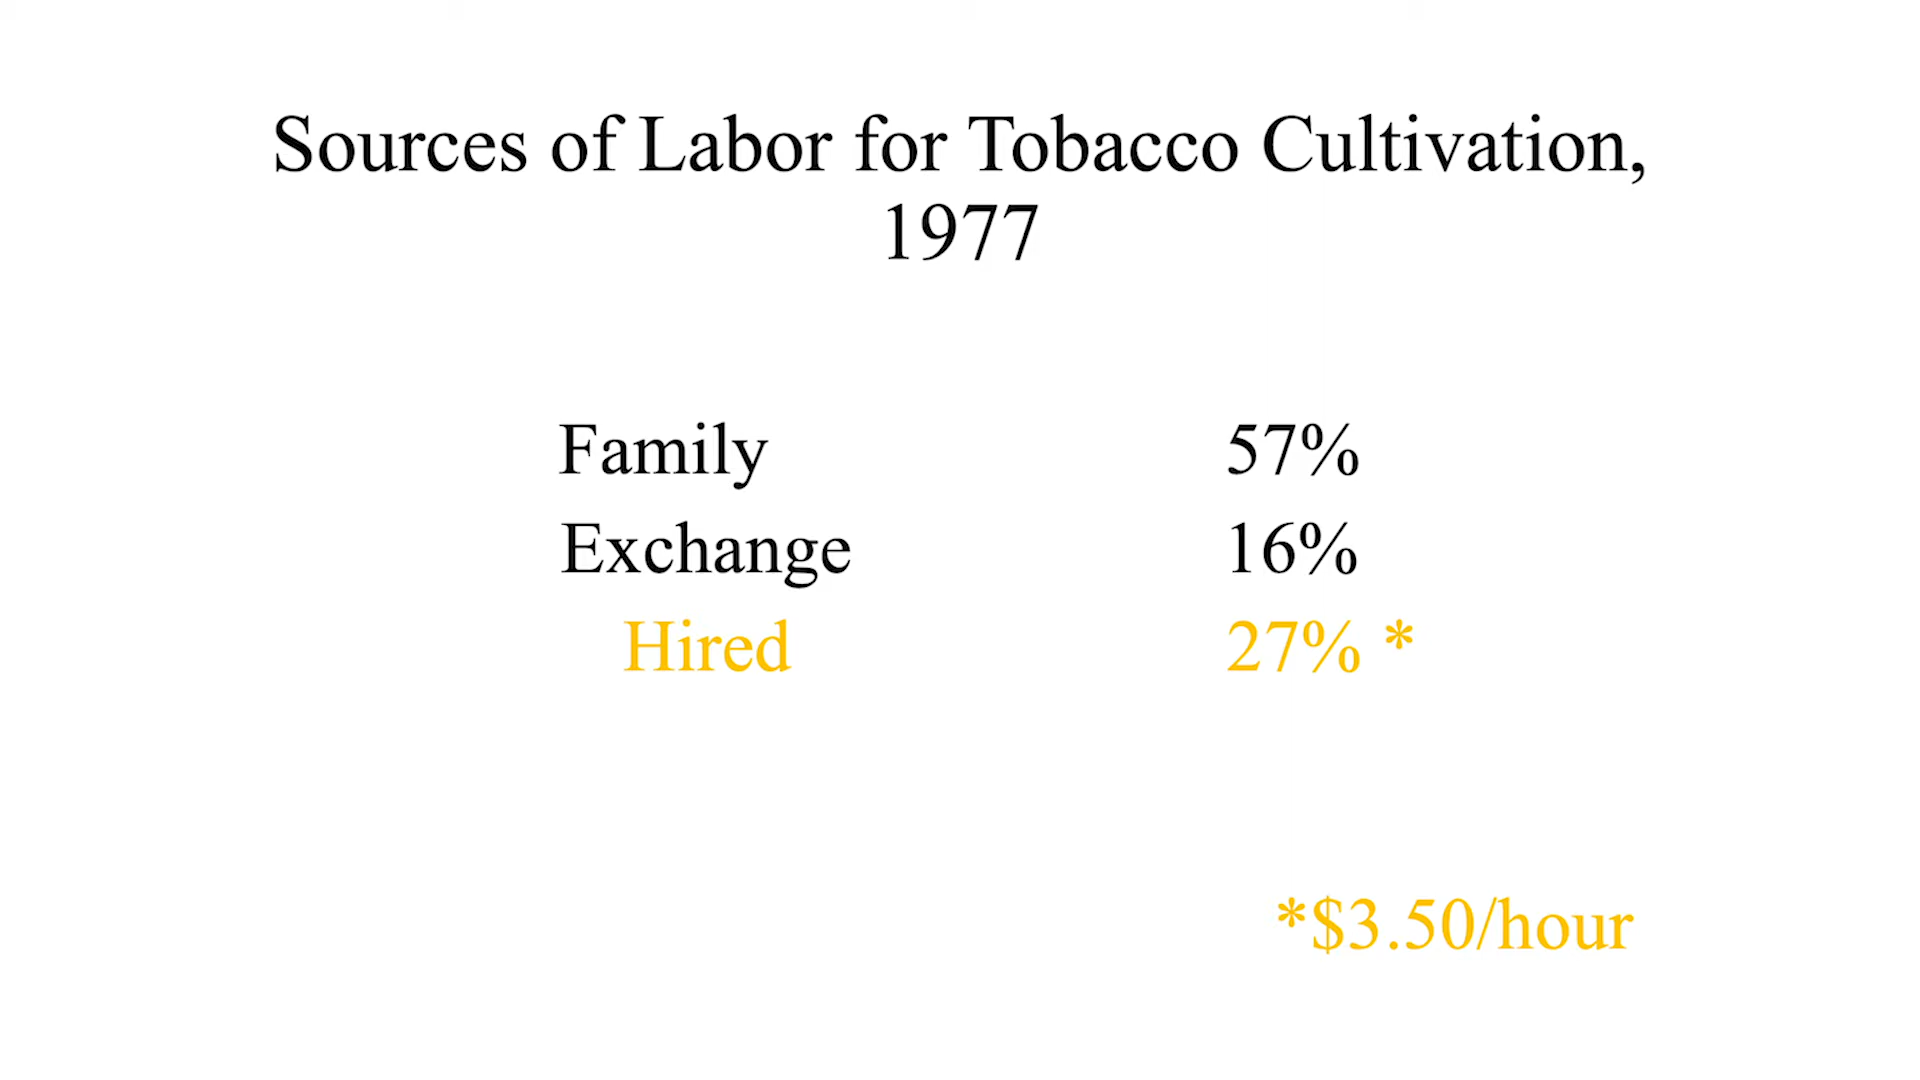 Sources of Labor for Tobacco Cultivation,
1977
Family 57%
Exchange 16%
Hired 27% *
*$3.50/hour